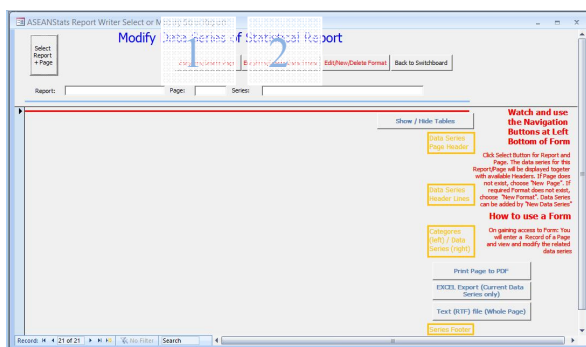 ASEANStats Report Writer Select or Modify
Modify Data Series of Statistical Report
Select
Report
+ Page
1
2
Edit/New/Delete Format
Back to Switchboard
Report:
Page:
Series:
Show / Hide Tables
Data Series
Page Header
Data Series
Header Lines
Categories
(left) / Data
Series (right)
Print Page to PDF
EXCEL Export (Current Data
Series only)
Text (RTF) file (Whole Page)
Series Footer
Watch and use
the Navigation
Buttons at Left
Bottom of Form
Click Select Button for Report and
Page. The data series for this
Report/Page will be displayed togeter
with available Headers. If Page does
not exist, choose "New Page". If
required Format does not exist,
choose "New Format". Data Series
can be added by "New Data Series"
How to use a Form
On gaining access to Form: You
will enter a Record of a Page
and view and modify the related
data series
Record: 21 of 21
No Filter
Search